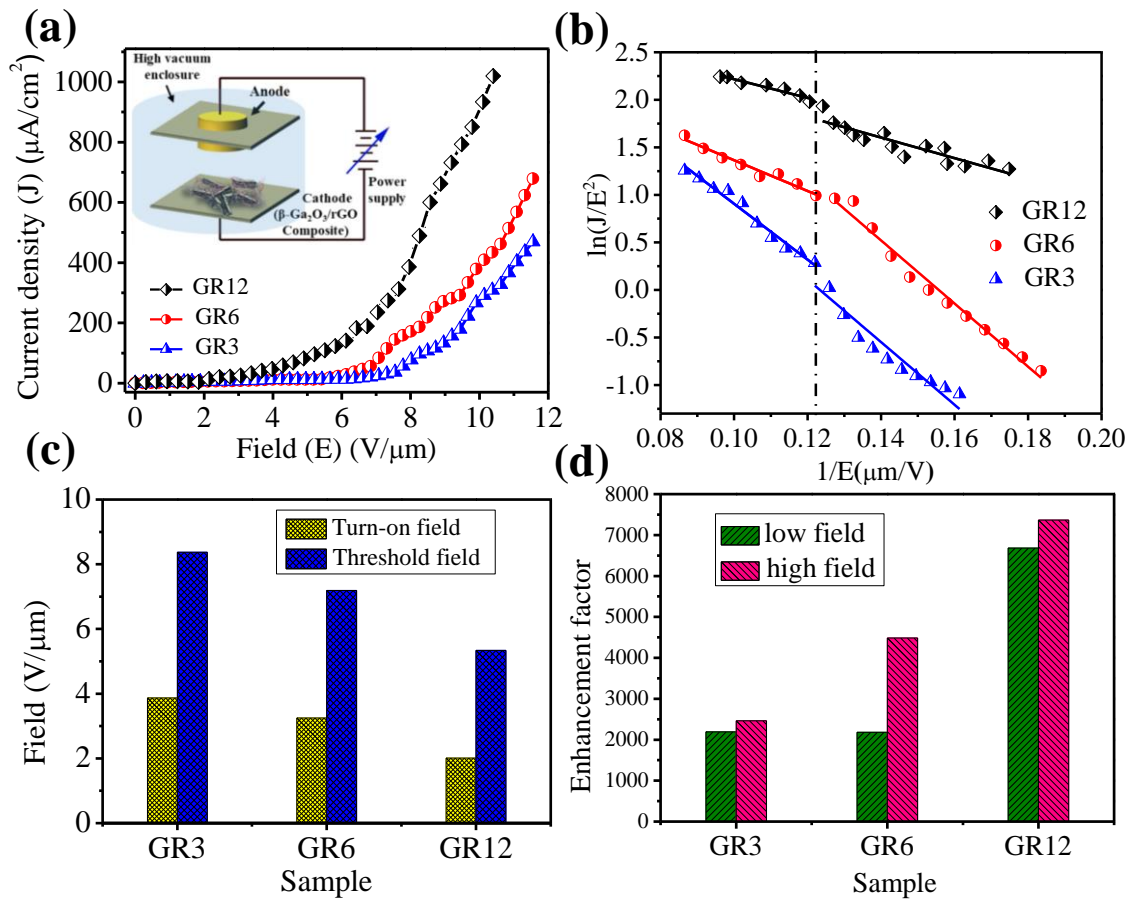 (a)
Current density (J) (μA/cm²)
1000
800
600
400
200
0
High vacuum
enclosure
Anode
Cathode
(β-Ga₂O₃/rGO
Composite)
Power
supply
GR12
GR6
GR3
0 2 4 6 8 10 12
Field (E) (V/μm)
(b)
ln(J/E²)
2.5
2.0
1.5
1.0
0.5
0.0
-0.5
-1.0
GR12
GR6
GR3
0.08 0.10 0.12 0.14 0.16 0.18 0.20
1/E(μm/V)
(c)
Field (V/μm)
10
8
6
4
2
0
Turn-on field
Threshold field
GR3 GR6 GR12
Sample
(d)
Enhancement factor
8000
7000
6000
5000
4000
3000
2000
1000
0
low field
high field
GR3 GR6 GR12
Sample